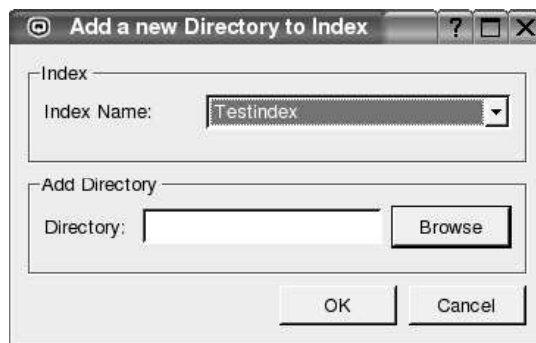 Add a new Directory to Index
Index
Index Name: Testindex
Add Directory
Directory: Browse
OK Cancel